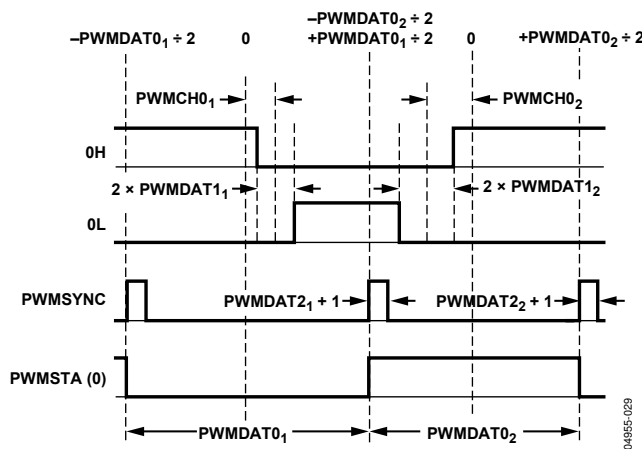 –PWMDAT0₂ ÷ 2
–PWMDAT0₁ ÷ 2 0 +PWMDAT0₁ ÷ 2 0 +PWMDAT0₂ ÷ 2
PWMCH0₁ PWMCH0₂
0H
2 × PWMDAT1₁ 2 × PWMDAT1₂
0L
PWMSYNC PWMDAT2₁ + 1 PWMDAT2₂ + 1
PWMSTA (0)
PWMDAT0₁ PWMDAT0₂
04955-029